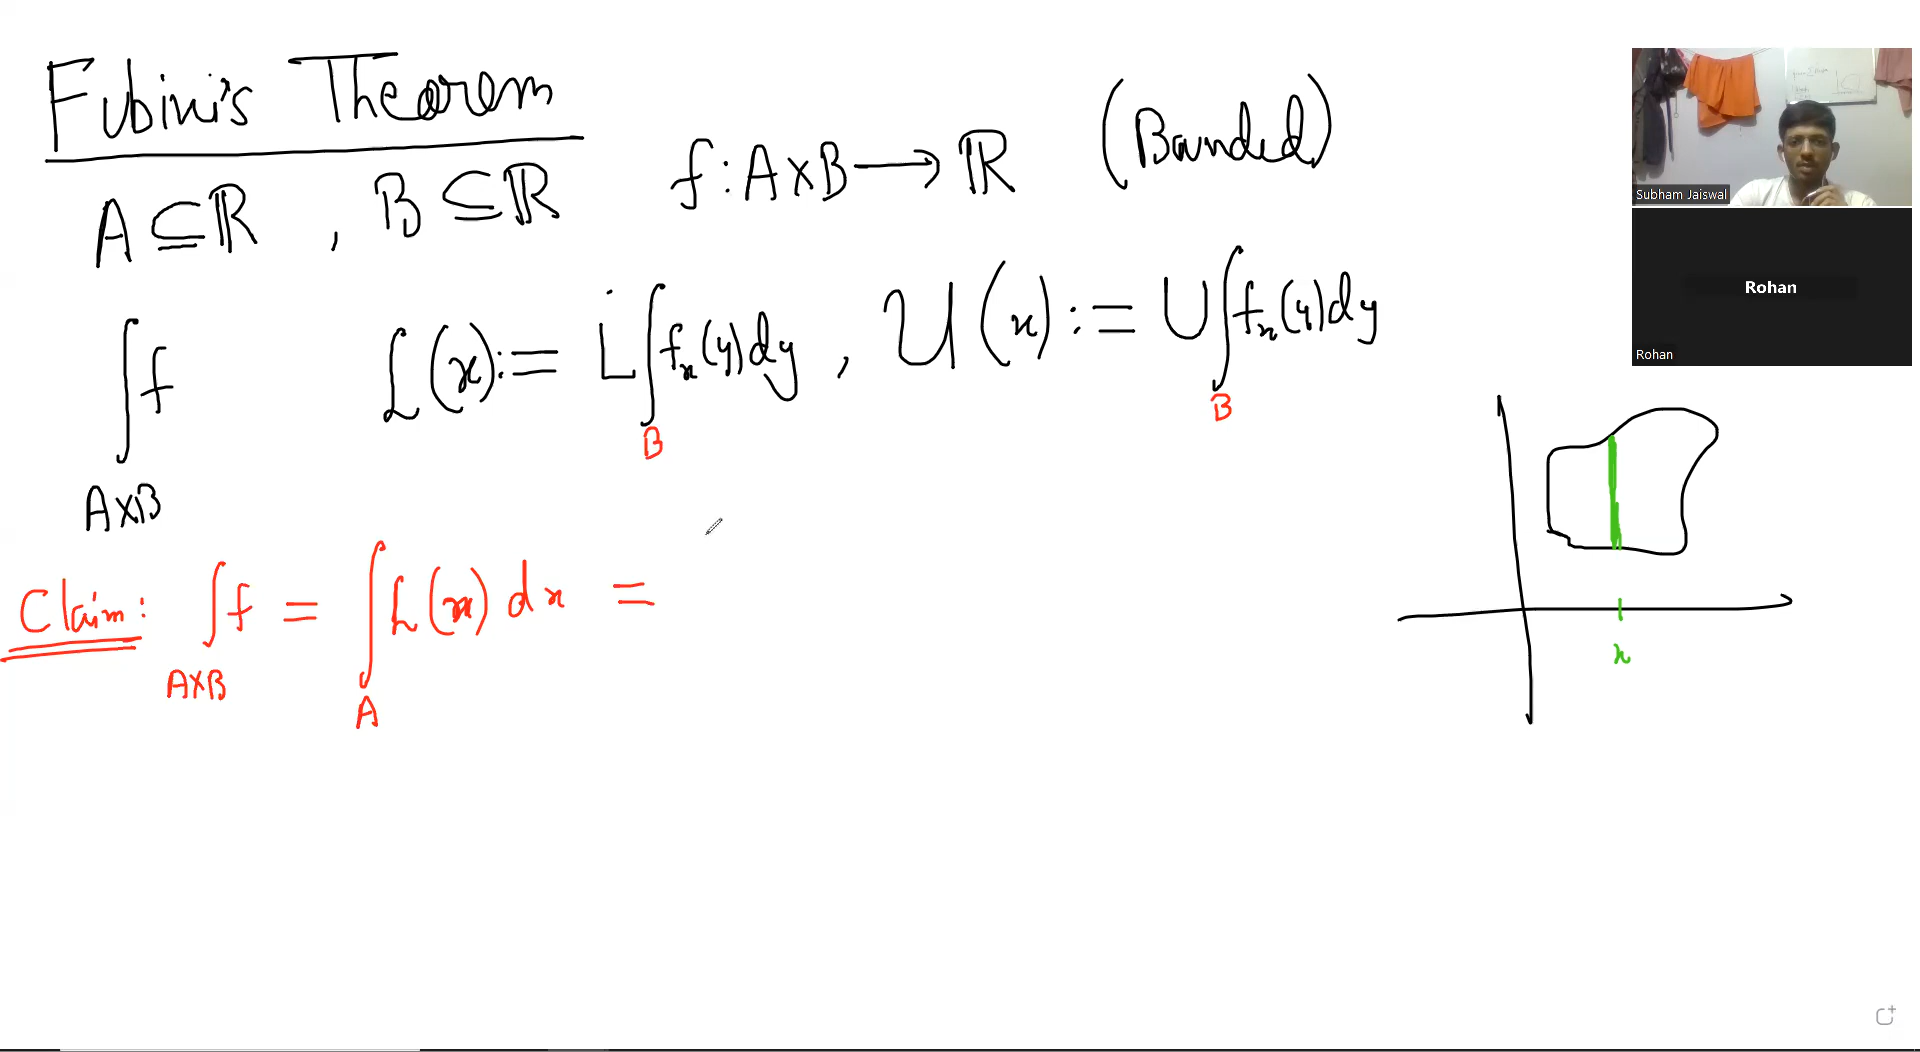 Fubini's Theorem
A ⊆ ℝ , B ⊆ ℝ
f : A×B ⟶ ℝ (Bounded)
∫_{A×B} f
ℒ(x) := L∫_B f_x(y)dy , 𝒰(x) := U∫_B f_x(y)dy
Claim: ∫_{A×B} f = ∫_A ℒ(x) dx =
x
Subham Jaiswal
Rohan
Rohan